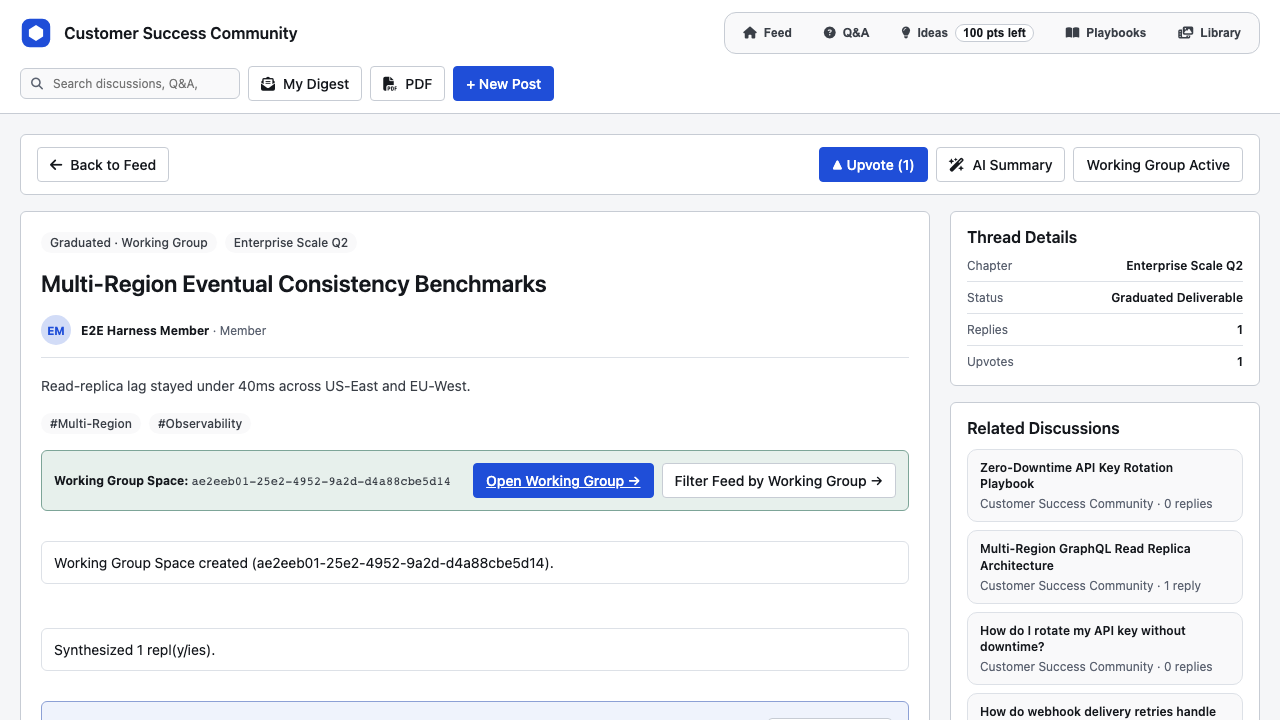 Customer Success Community
Feed
Q&A
Ideas 100 pts left
Playbooks
Library
Search discussions, Q&A,
My Digest
PDF
PDF
+ New Post
← Back to Feed
▲ Upvote (1)
AI Summary
Working Group Active
Graduated · Working Group
Enterprise Scale Q2
Multi-Region Eventual Consistency Benchmarks
EM
E2E Harness Member · Member
Read-replica lag stayed under 40ms across US-East and EU-West.
#Multi-Region
#Observability
Working Group Space: ae2eeb01-25e2-4952-9a2d-d4a88cbe5d14
Open Working Group →
Filter Feed by Working Group →
Working Group Space created (ae2eeb01-25e2-4952-9a2d-d4a88cbe5d14).
Synthesized 1 repl(y/ies).
Thread Details
Chapter Enterprise Scale Q2
Status Graduated Deliverable
Replies 1
Upvotes 1
Related Discussions
Zero-Downtime API Key Rotation
Playbook
Customer Success Community · 0 replies
Multi-Region GraphQL Read Replica
Architecture
Customer Success Community · 1 reply
How do I rotate my API key without
downtime?
Customer Success Community · 0 replies
How do webhook delivery retries handle